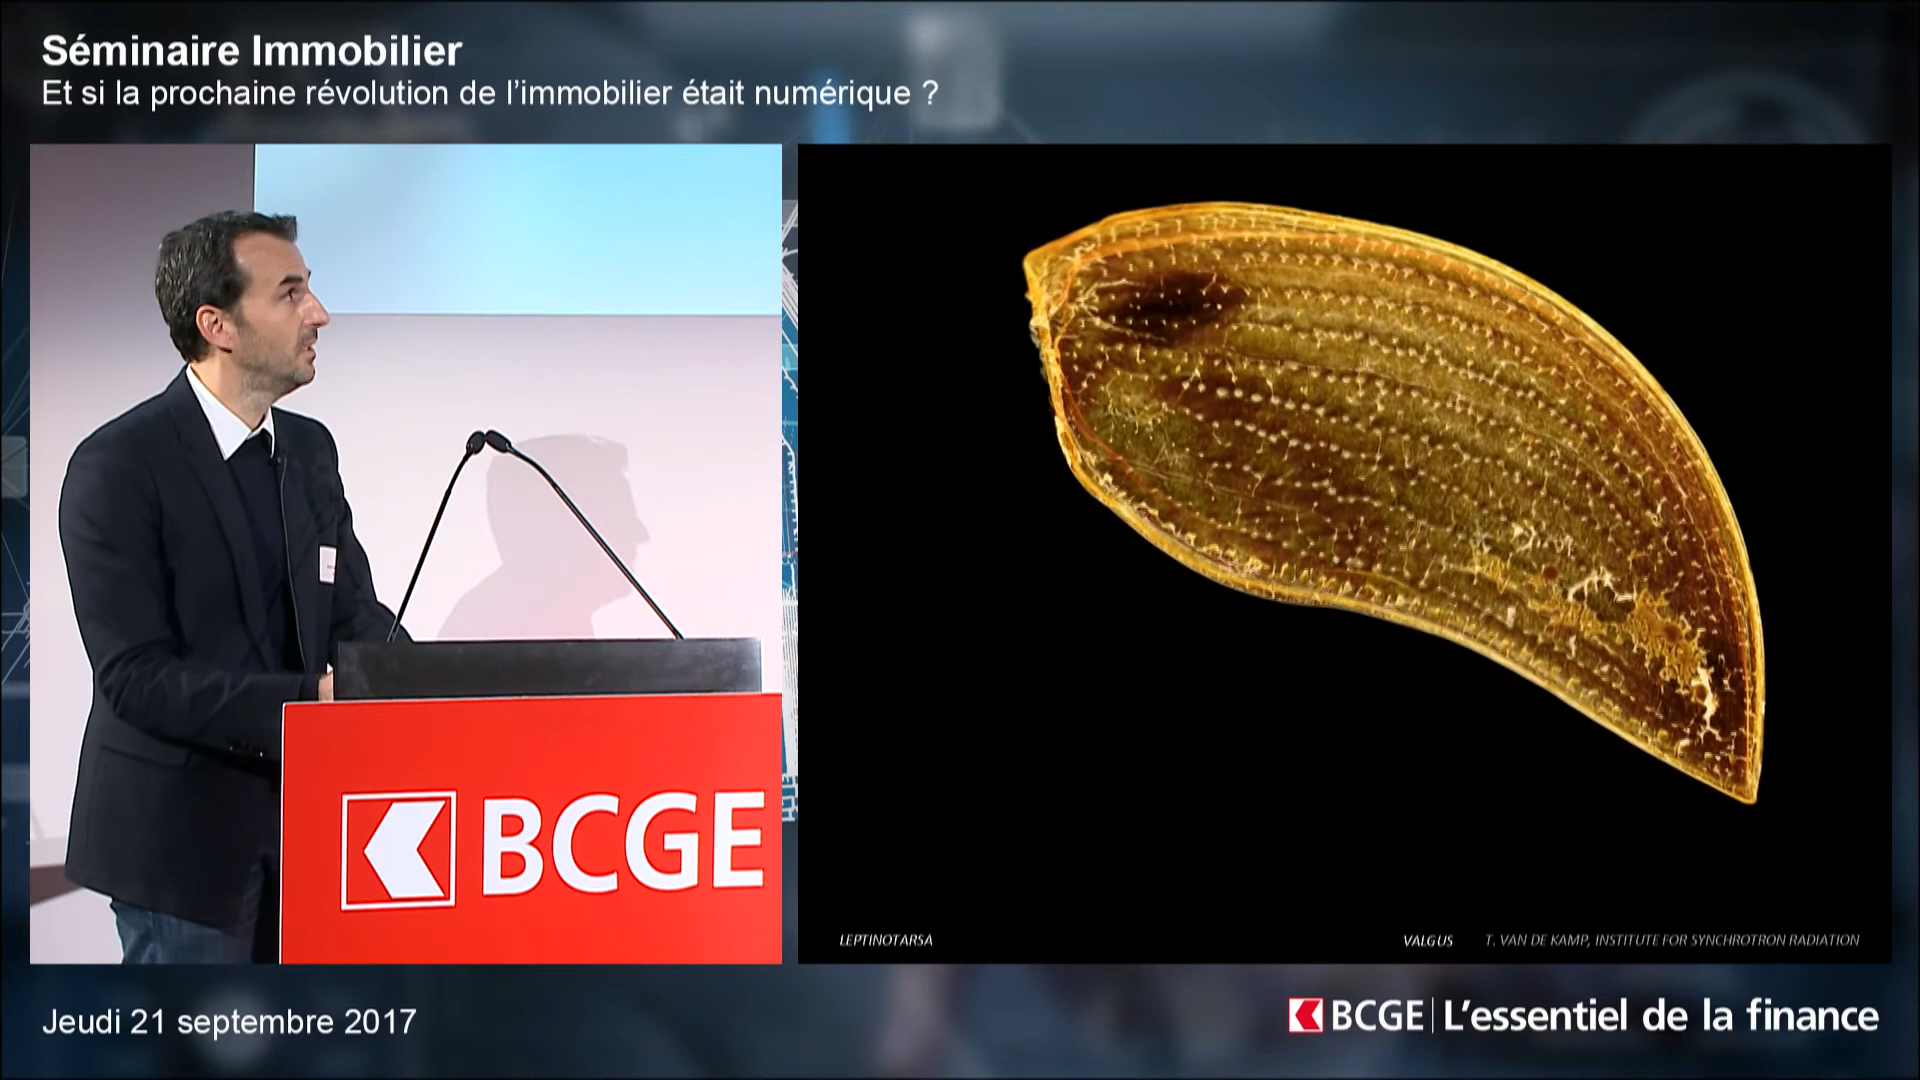 Séminaire Immobilier
Et si la prochaine révolution de l’immobilier était numérique ?
BCGE
LEPTINOTARSA
VALGUS
T. VAN DE KAMP, INSTITUTE FOR SYNCHROTRON RADIATION
Jeudi 21 septembre 2017
BCGE L’essentiel de la finance